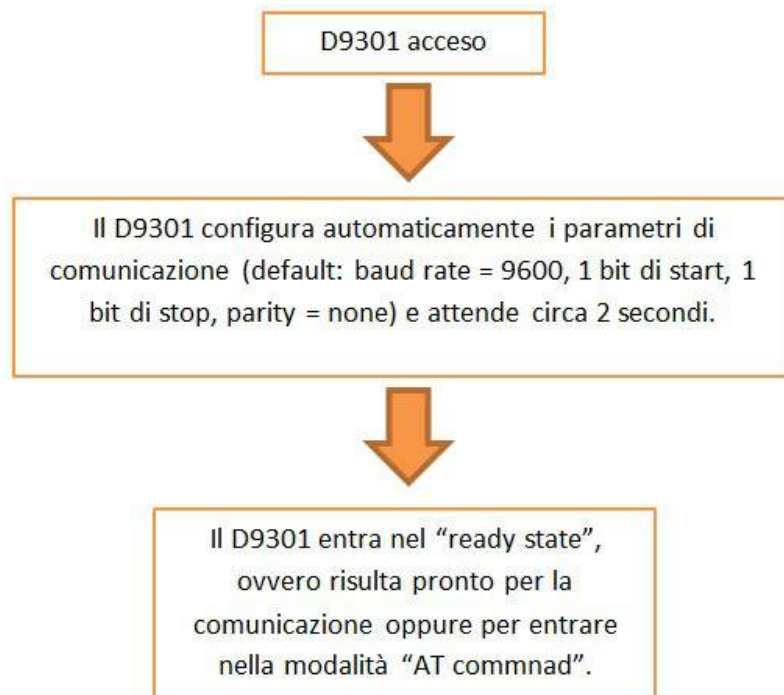 D9301 acceso
Il D9301 configura automaticamente i parametri di
comunicazione (default: baud rate = 9600, 1 bit di start, 1
bit di stop, parity = none) e attende circa 2 secondi.
Il D9301 entra nel “ready state”,
ovvero risulta pronto per la
comunicazione oppure per entrare
nella modalità “AT commnad”.